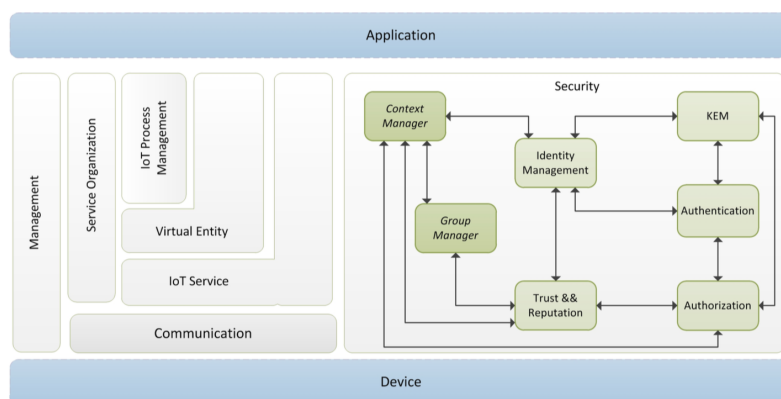 Application
Management
Service Organization
IoT Process
Management
Virtual Entity
IoT Service
Communication
Security
Context
Manager
KEM
Identity
Management
Group
Manager
Authentication
Trust &&
Reputation
Authorization
Device